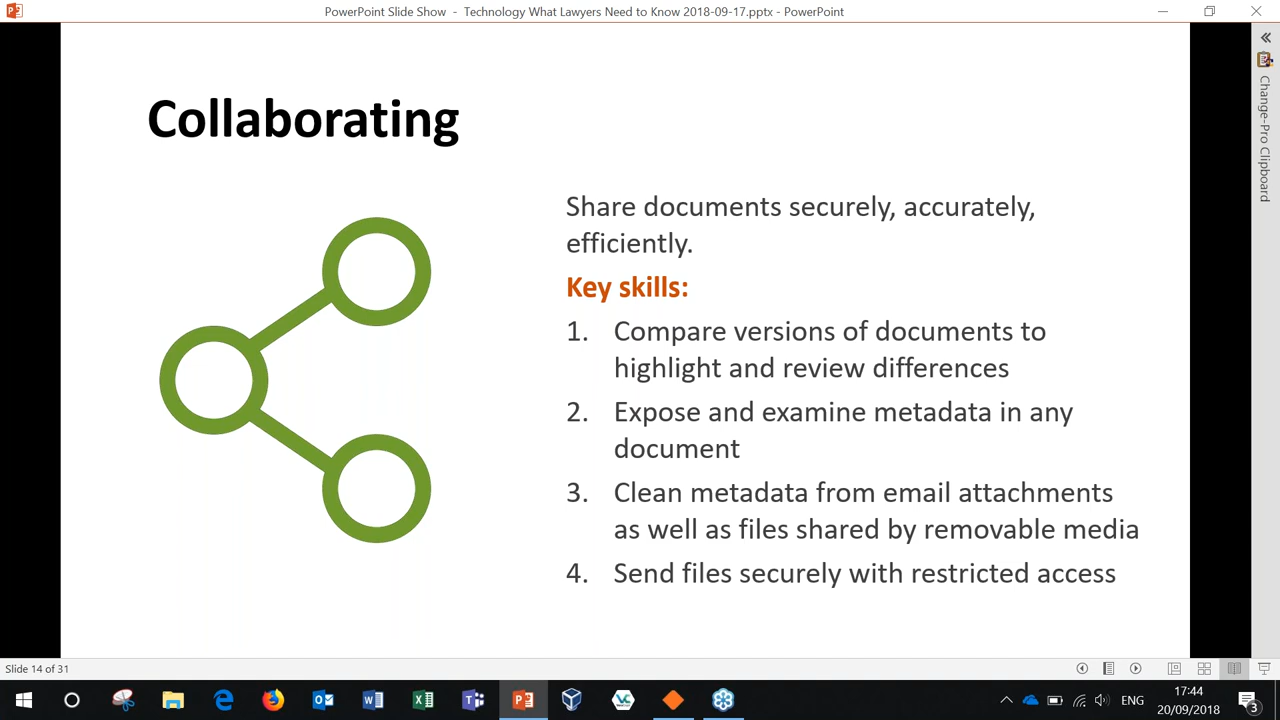 PowerPoint Slide Show - Technology What Lawyers Need to Know 2018-09-17.pptx - PowerPoint
Change-Pro Clipboard
Collaborating
Share documents securely, accurately,
efficiently.
Key skills:
1. Compare versions of documents to
highlight and review differences
2. Expose and examine metadata in any
document
3. Clean metadata from email attachments
as well as files shared by removable media
4. Send files securely with restricted access
Slide 14 of 31
ENG
17:44
20/09/2018
3